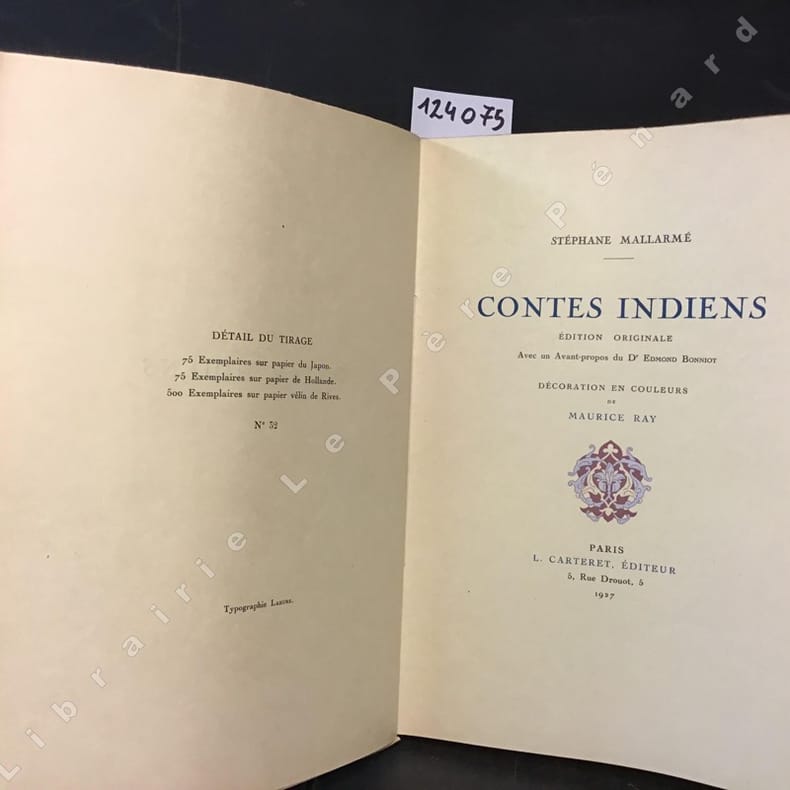 124075
DÉTAIL DU TIRAGE
75 Exemplaires sur papier du Japon.
75 Exemplaires sur papier de Hollande.
500 Exemplaires sur papier vélin de Rives.
N° 52
Typographie LAHURE.
STÉPHANE MALLARMÉ
CONTES INDIENS
ÉDITION ORIGINALE
Avec un Avant-propos du Dr EDMOND BONNIOT
DÉCORATION EN COULEURS
DE
MAURICE RAY
PARIS
L. CARTERET, ÉDITEUR
5, Rue Drouot, 5
1927
Librairie Le Père Pénard